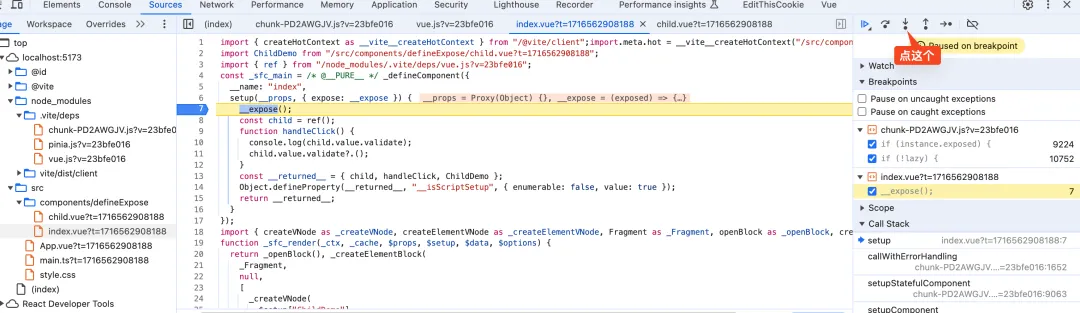 Elements Console Sources Network Performance Memory Application Security Lighthouse Recorder Performance insights EditThisCookie Vue
Page Workspace Overrides (index) chunk-PD2AWGJV.js?v=23bfe016 vue.js?v=23bfe016 index.vue?t=1716562908188 child.vue?t=1716562908188
top
localhost:5173
@id
@vite
node_modules
.vite/deps
chunk-PD2AWGJV.js?v=23bfe0
pinia.js?v=23bfe016
vue.js?v=23bfe016
vite/dist/client
src
components/defineExpose
child.vue?t=1716562908188
index.vue?t=1716562908188
App.vue?t=1716562908188
main.ts?t=1716562908188
style.css
(index)
React Developer Tools
1 import { createHotContext as __vite__createHotContext } from "/@vite/client";import.meta.hot = __vite__createHotContext("/src/compo
2 import ChildDemo from "/src/components/defineExpose/child.vue?t=1716562908188";
3 import { ref } from "/node_modules/.vite/deps/vue.js?v=23bfe016";
4 const _sfc_main = /* @__PURE__ */ _defineComponent({
5 __name: "index",
6 setup(__props, { expose: __expose }) { __props = Proxy(Object) {}, __expose = (exposed) => {…}
7 __expose();
8 const child = ref();
9 function handleClick() {
10 console.log(child.value.validate);
11 child.value.validate?.();
12 }
13 const __returned__ = { child, handleClick, ChildDemo };
14 Object.defineProperty(__returned__, "__isScriptSetup", { enumerable: false, value: true });
15 return __returned__;
16 }
17 });
18 import { createVNode as _createVNode, createElementVNode as _createElementVNode, Fragment as _Fragment, openBlock as _openBlock, cre
19 function _sfc_render(_ctx, _cache, $props, $setup, $data, $options) {
20 return _openBlock(), _createElementBlock(
21 _Fragment,
22 null,
23 [
24 _createVNode(
点这个
Paused on breakpoint
Watch
Breakpoints
Pause on uncaught exceptions
Pause on caught exceptions
chunk-PD2AWGJV.js?v=23bfe016
if (instance.exposed) { 9224
if (!lazy) { 10752
index.vue?t=1716562908188
__expose(); 7
Scope
Call Stack
setup index.vue?t=1716562908188:7
callWithErrorHandling
chunk-PD2AWGJV.…=23bfe016:1652
setupStatefulComponent
chunk-PD2AWGJV.…=23bfe016:9063
setupComponent